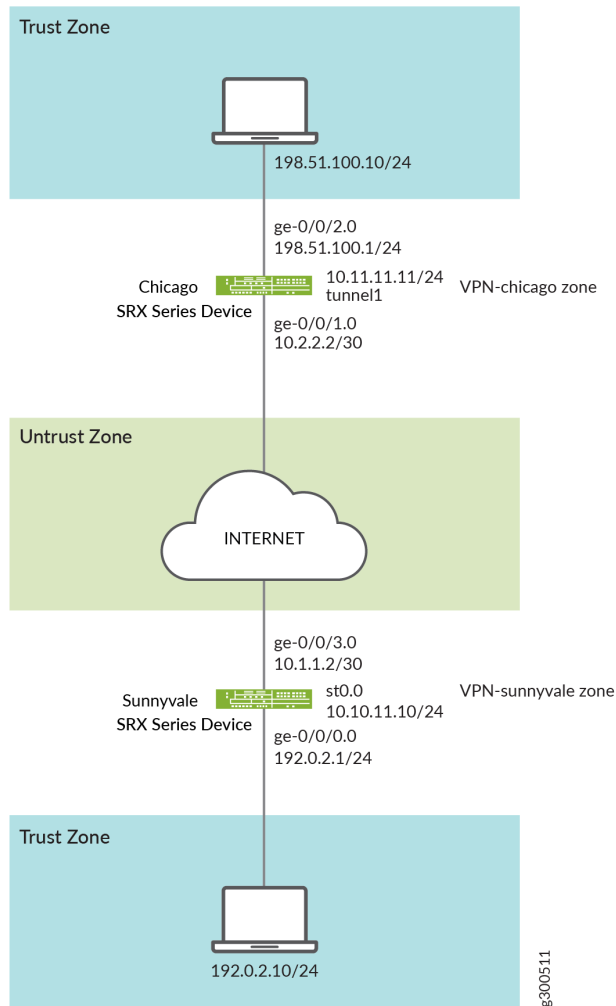 Trust Zone
198.51.100.10/24
ge-0/0/2.0
198.51.100.1/24
Chicago
SRX Series Device
10.11.11.11/24
tunnel1
VPN-chicago zone
ge-0/0/1.0
10.2.2.2/30
Untrust Zone
INTERNET
ge-0/0/3.0
10.1.1.2/30
Sunnyvale
SRX Series Device
st0.0
10.10.11.10/24
VPN-sunnyvale zone
ge-0/0/0.0
192.0.2.1/24
Trust Zone
192.0.2.10/24
g300511